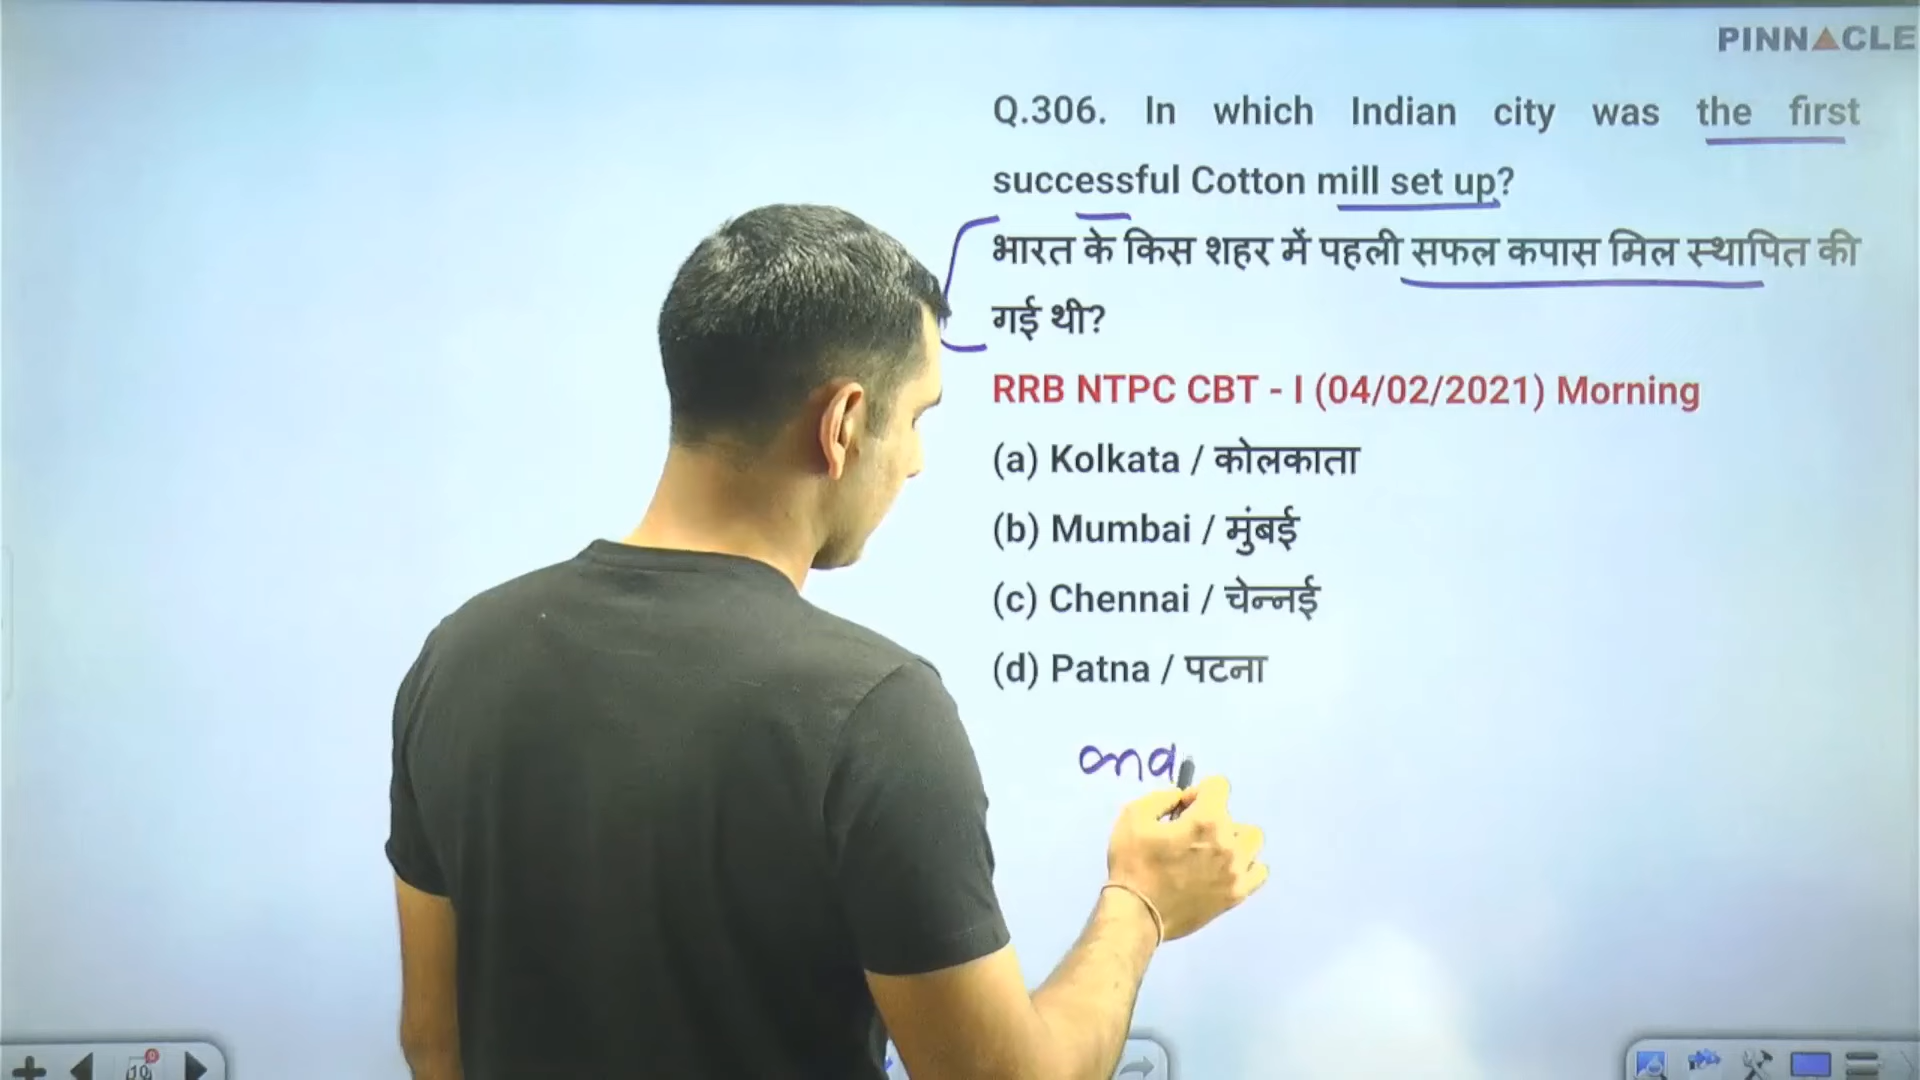 PINNACLE
Q.306. In which Indian city was the first
successful Cotton mill set up?
भारत के किस शहर में पहली सफल कपास मिल स्थापित की
गई थी?
RRB NTPC CBT - I (04/02/2021) Morning
(a) Kolkata / कोलकाता
(b) Mumbai / मुंबई
(c) Chennai / चेन्नई
(d) Patna / पटना